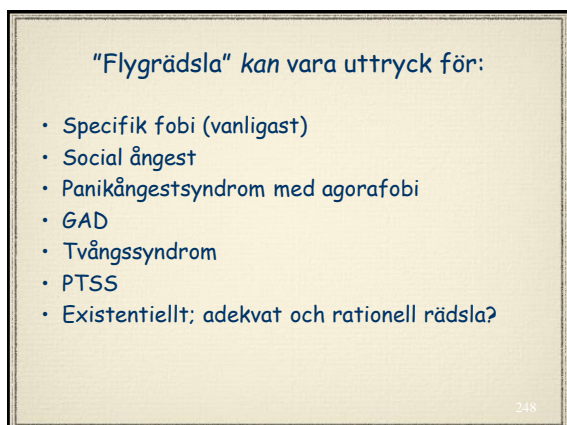 "Flygrädsla" kan vara uttryck för:
• Specifik fobi (vanligast)
• Social ångest
• Panikångestsyndrom med agorafobi
• GAD
• Tvångssyndrom
• PTSS
• Existentiellt; adekvat och rationell rädsla?
248